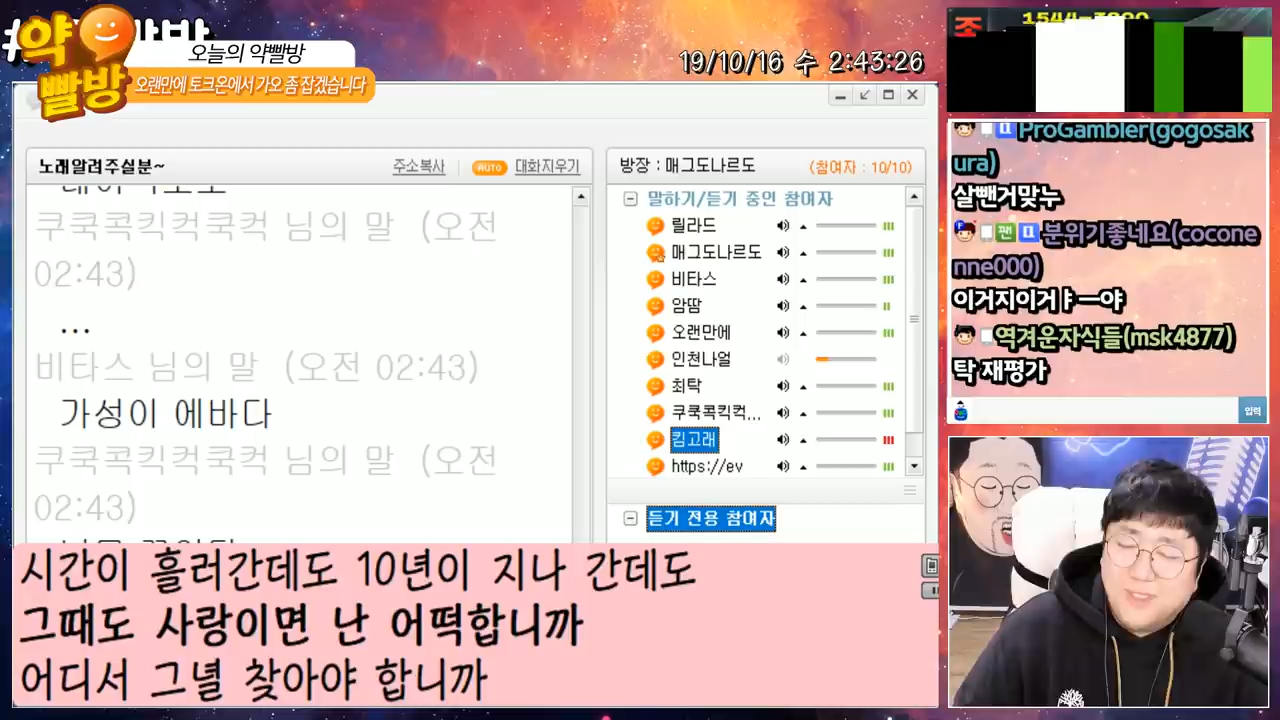 약빨방
오늘의 약빨방
오랜만에 토크온에서 가오 좀 잡겠습니다
19/10/16 수 2:43:26
노래알려주실분~
주소복사
AUTO
대화지우기
쿠쿡콕킥컥쿡컥 님의 말 (오전
02:43)
...
비타스 님의 말 (오전 02:43)
가성이 에바다
쿠쿡콕킥컥쿡컥 님의 말 (오전
02:43)
방장 : 매그도나르도
(참여자 : 10/10)
말하기/듣기 중인 참여자
릴라드
매그도나르도
비타스
암땀
오랜만에
인천나얼
최탁
쿠쿡콕킥컥...
킴고래
https://ev
듣기 전용 참여자
시간이 흘러간데도 10년이 지나 간데도
그때도 사랑이면 난 어떡합니까
어디서 그녈 찾아야 합니까
조
ProGambler(gogosak
ura)
살뺀거맞누
팬 분위기좋네요(cocone
nne000)
이거지이거ㅑㅡ야
역겨운자식들(msk4877)
탁 재평가
입력